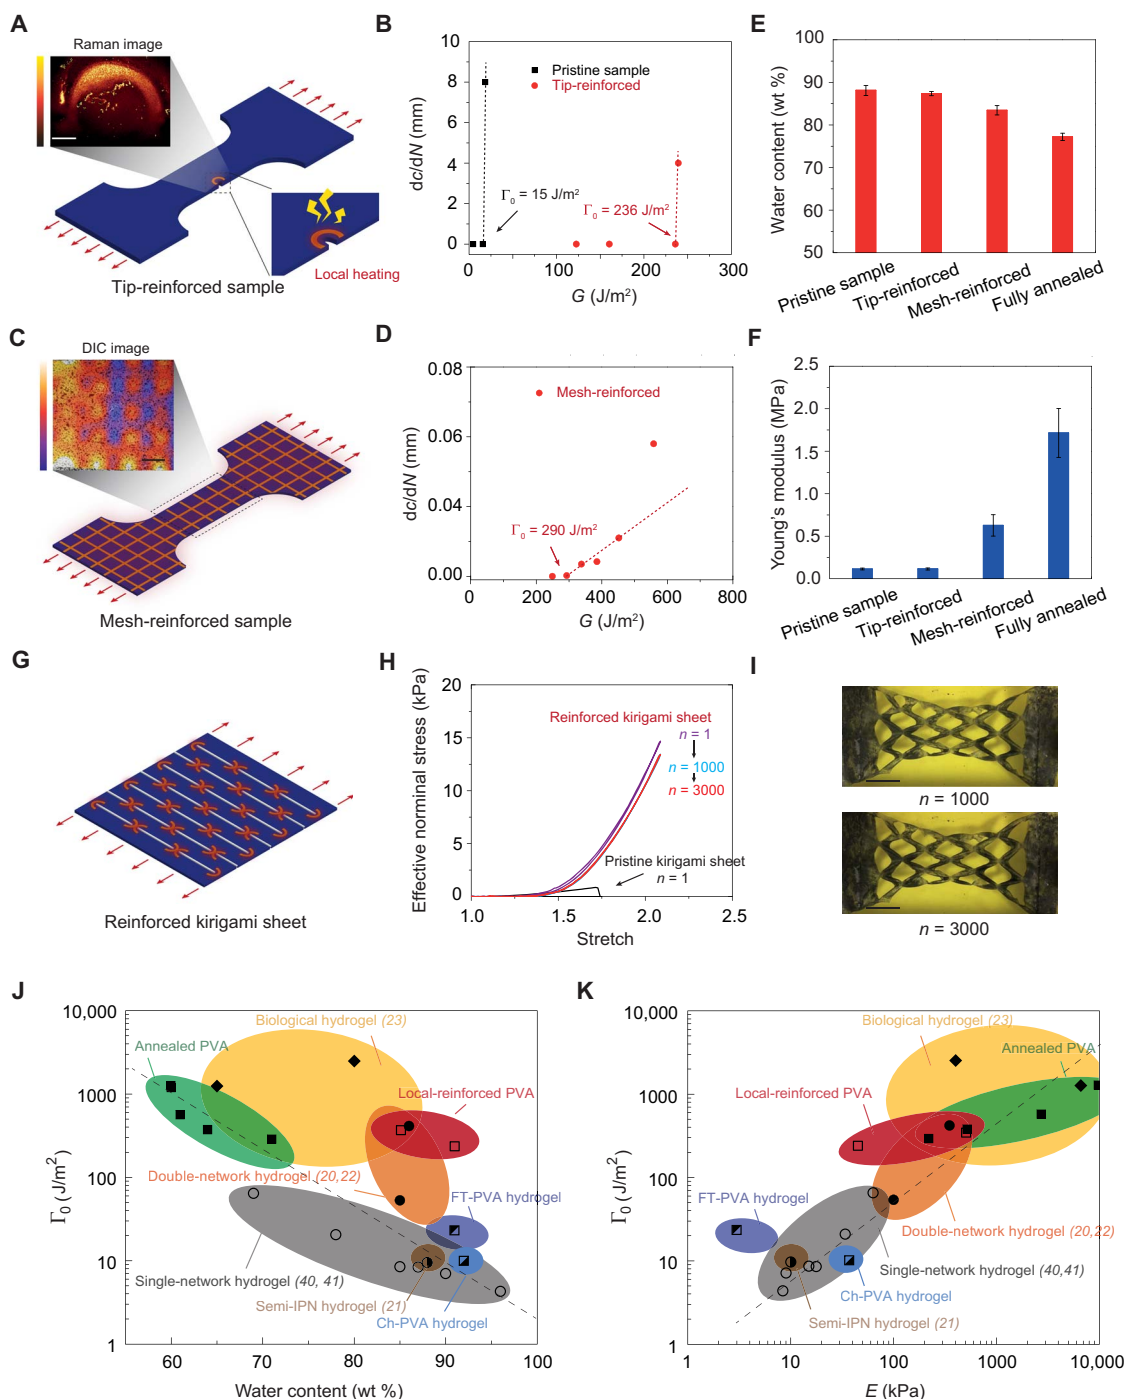 A
Raman image
Local heating
Tip-reinforced sample
B
dc/dN (mm)
10
8
6
4
2
0
Pristine sample
Tip-reinforced
Γ0 = 15 J/m²
Γ0 = 236 J/m²
0 100 200 300
G (J/m²)
E
Water content (wt %)
100
90
80
70
60
50
Pristine sample
Tip-reinforced
Mesh-reinforced
Fully annealed
C
DIC image
Mesh-reinforced sample
D
dc/dN (mm)
0.08
0.06
0.04
0.02
0.00
Mesh-reinforced
Γ0 = 290 J/m²
0 200 400 600 800
G (J/m²)
F
Young's modulus (MPa)
2.5
2.0
1.5
1.0
0.5
0
Pristine sample
Tip-reinforced
Mesh-reinforced
Fully annealed
G
Reinforced kirigami sheet
H
Effective norminal stress (kPa)
20
15
10
5
0
Reinforced kirigami sheet
n = 1
n = 1000
n = 3000
Pristine kirigami sheet
n = 1
1.0 1.5 2.0 2.5
Stretch
I
n = 1000
n = 3000
J
Γ0 (J/m²)
10,000
1000
100
10
1
Biological hydrogel (23)
Annealed PVA
Local-reinforced PVA
Double-network hydrogel (20,22)
FT-PVA hydrogel
Single-network hydrogel (40, 41)
Semi-IPN hydrogel (21)
Ch-PVA hydrogel
60 70 80 90 100
Water content (wt %)
K
Γ0 (J/m²)
10,000
1000
100
10
1
Biological hydrogel (23)
Annealed PVA
Local-reinforced PVA
FT-PVA hydrogel
Double-network hydrogel (20,22)
Single-network hydrogel (40,41)
Ch-PVA hydrogel
Semi-IPN hydrogel (21)
1 10 100 1000 10,000
E (kPa)